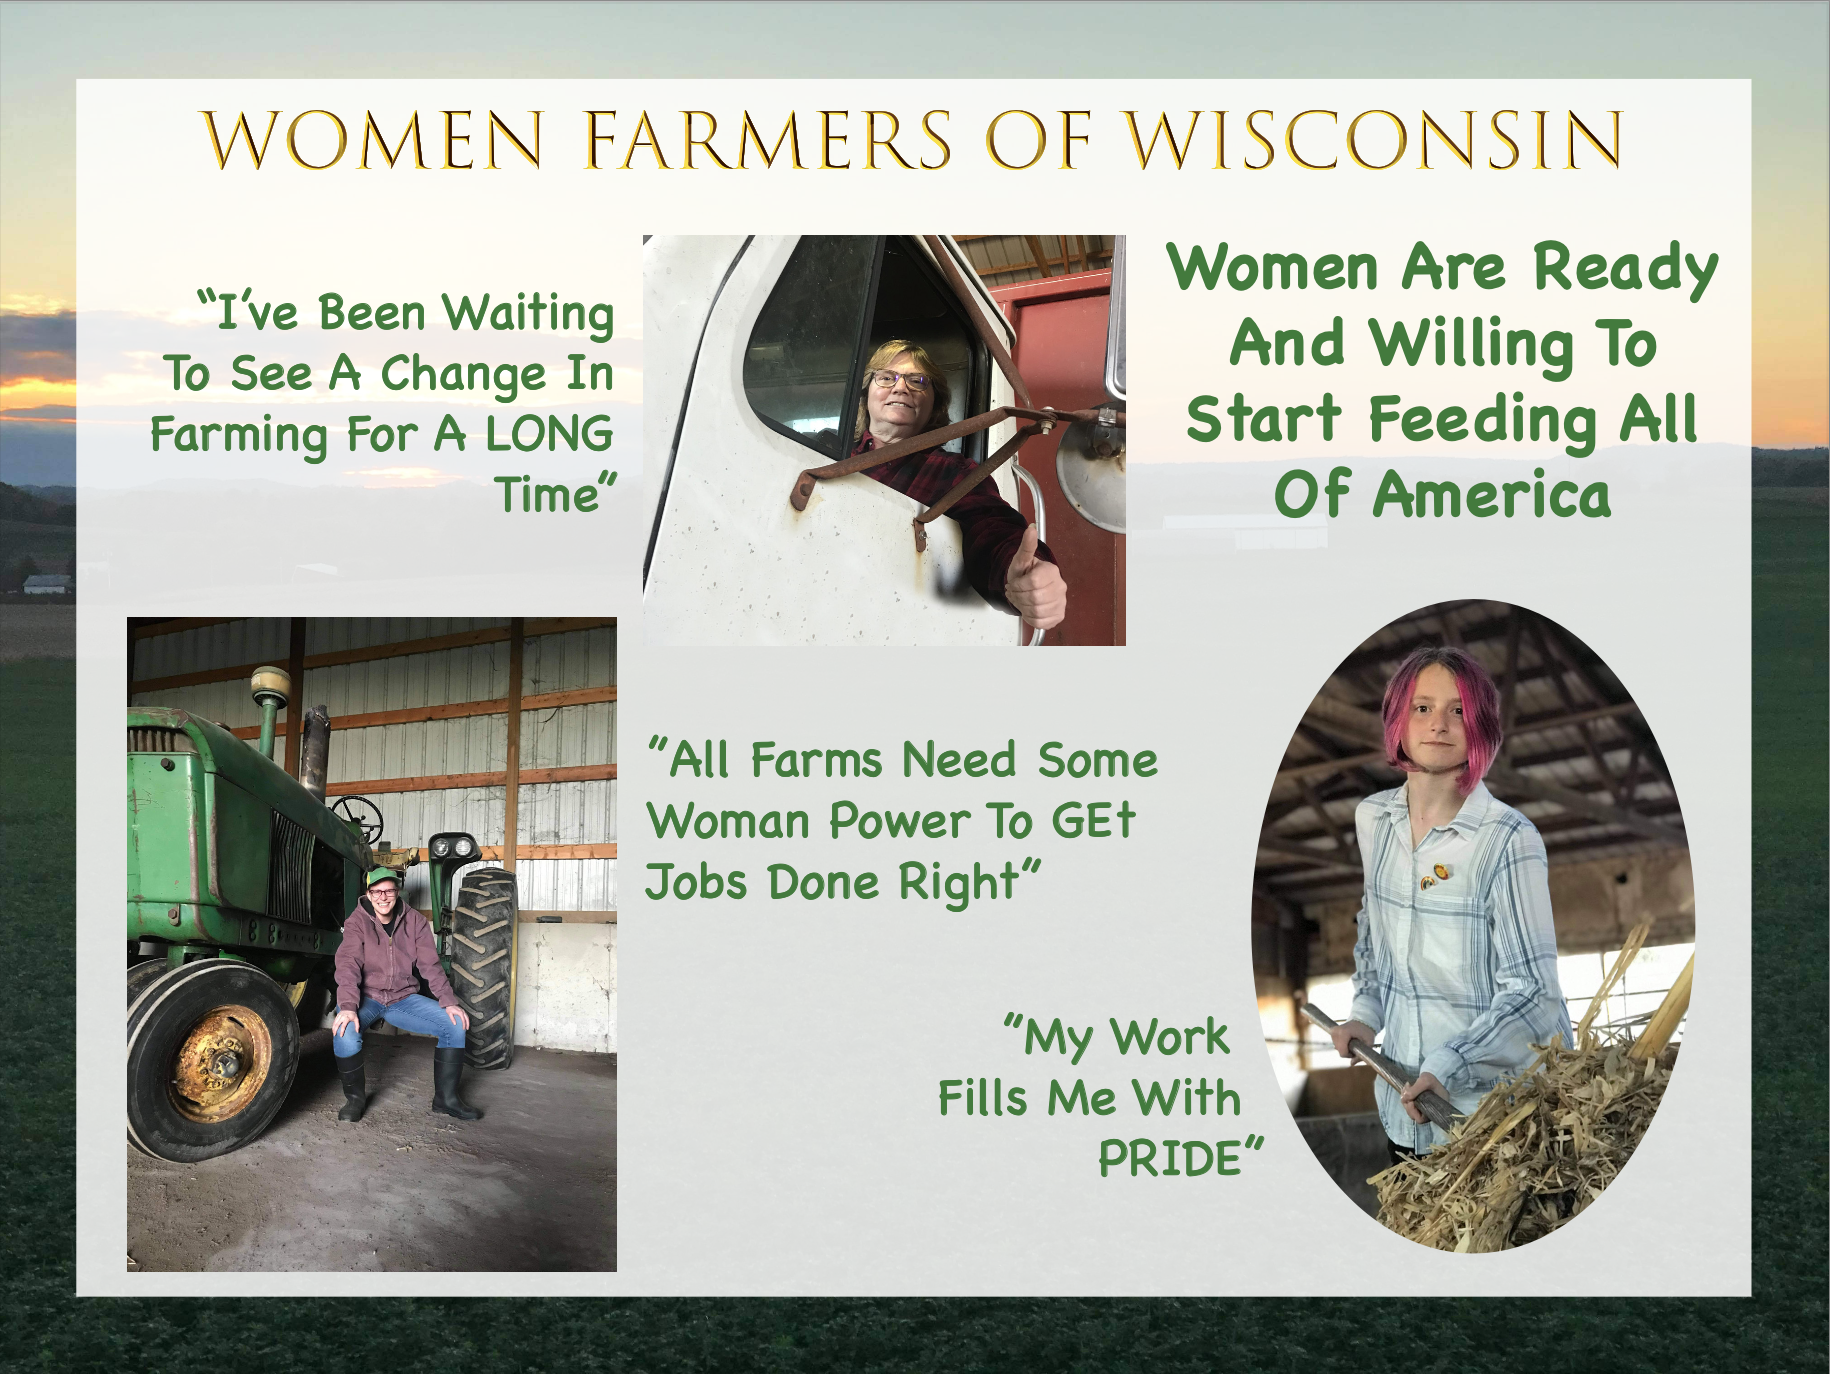 WOMEN FARMERS OF WISCONSIN
“I’ve Been Waiting
To See A Change In
Farming For A LONG
Time”
Women Are Ready
And Willing To
Start Feeding All
Of America
“All Farms Need Some
Woman Power To GEt
Jobs Done Right”
“My Work
Fills Me With
PRIDE”